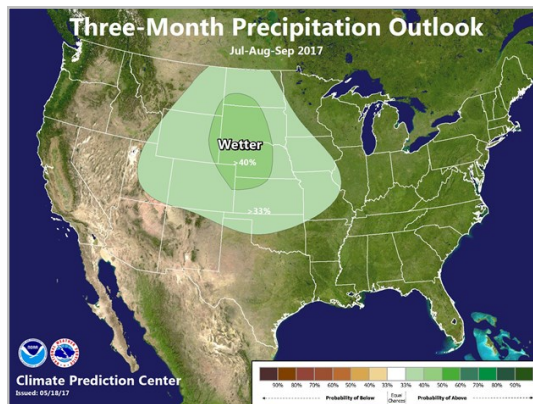 Three-Month Precipitation Outlook
Jul-Aug-Sep 2017
Wetter
>40%
>33%
NOAA
Climate Prediction Center
Issued: 05/18/17
90% 80% 70% 60% 50% 40% 33% 33% 40% 50% 60% 70% 80% 90%
Probability of Below Equal Chances Probability of Above